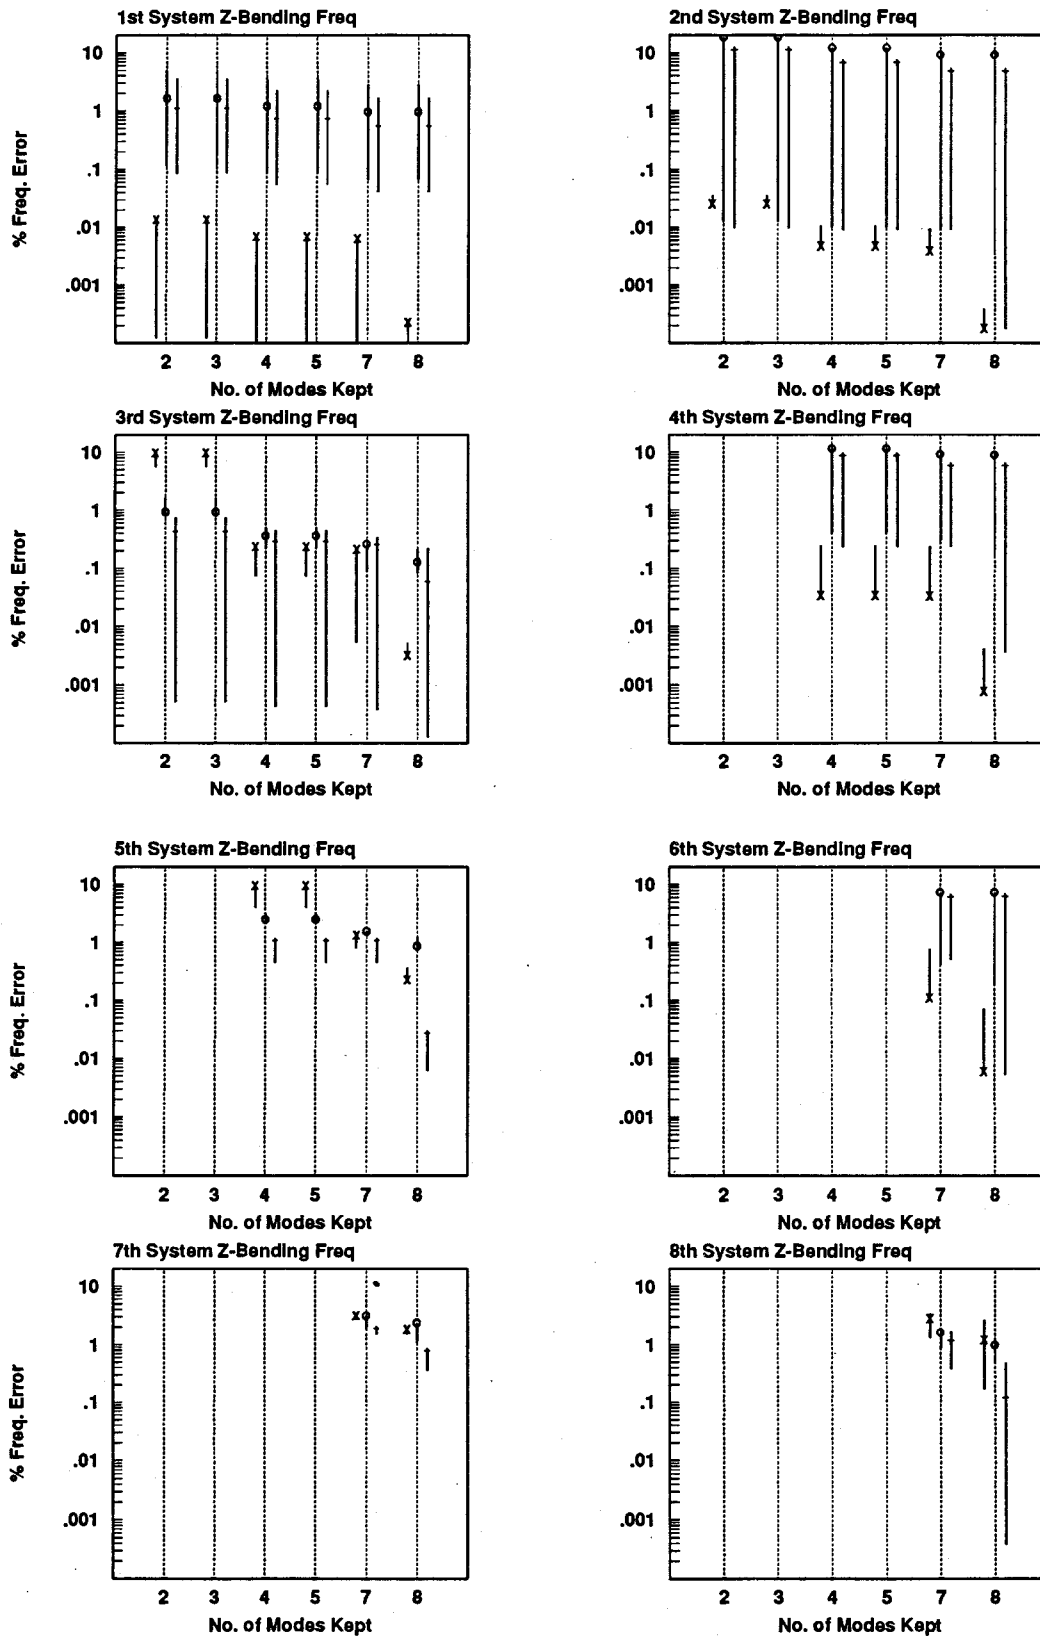 1st System Z-Bending Freq
% Freq. Error
10
1
.1
.01
.001
2 3 4 5 7 8
No. of Modes Kept
2nd System Z-Bending Freq
10
1
.1
.01
.001
2 3 4 5 7 8
No. of Modes Kept
3rd System Z-Bending Freq
% Freq. Error
10
1
.1
.01
.001
2 3 4 5 7 8
No. of Modes Kept
4th System Z-Bending Freq
10
1
.1
.01
.001
2 3 4 5 7 8
No. of Modes Kept
5th System Z-Bending Freq
% Freq. Error
10
1
.1
.01
.001
2 3 4 5 7 8
No. of Modes Kept
6th System Z-Bending Freq
10
1
.1
.01
.001
2 3 4 5 7 8
No. of Modes Kept
7th System Z-Bending Freq
% Freq. Error
10
1
.1
.01
.001
2 3 4 5 7 8
No. of Modes Kept
8th System Z-Bending Freq
10
1
.1
.01
.001
2 3 4 5 7 8
No. of Modes Kept